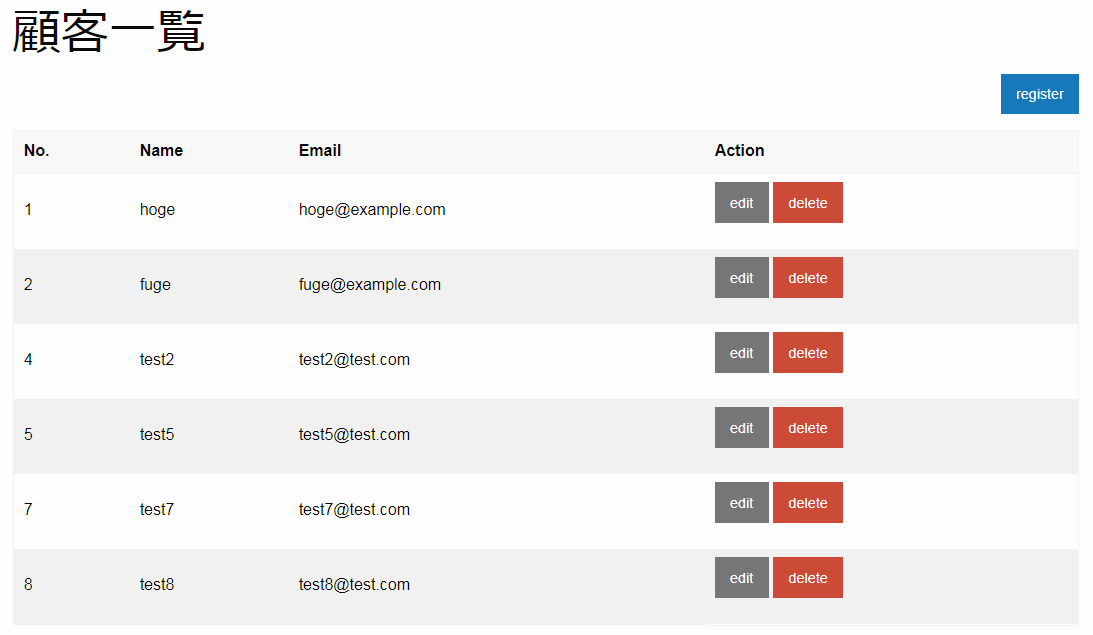 顧客一覧
register
No. Name Email Action
1 hoge hoge@example.com edit delete
2 fuge fuge@example.com edit delete
4 test2 test2@test.com edit delete
5 test5 test5@test.com edit delete
7 test7 test7@test.com edit delete
8 test8 test8@test.com edit delete